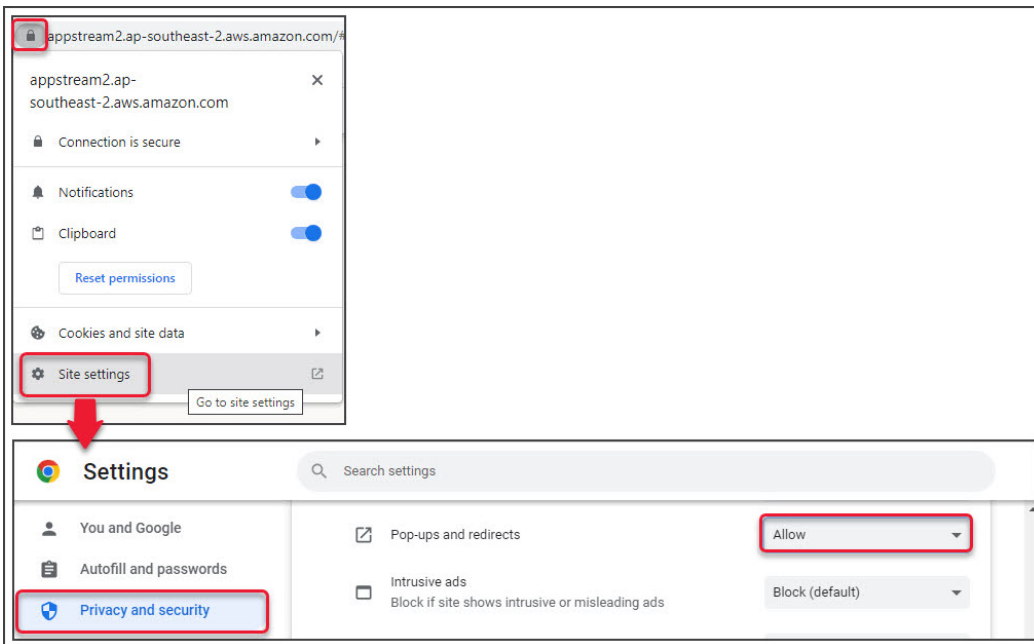 appstream2.ap-southeast-2.aws.amazon.com/#
appstream2.ap-
southeast-2.aws.amazon.com
Connection is secure
Notifications
Clipboard
Reset permissions
Cookies and site data
Site settings
Go to site settings
Settings
Search settings
You and Google
Pop-ups and redirects
Allow
Autofill and passwords
Intrusive ads
Block if site shows intrusive or misleading ads
Block (default)
Privacy and security